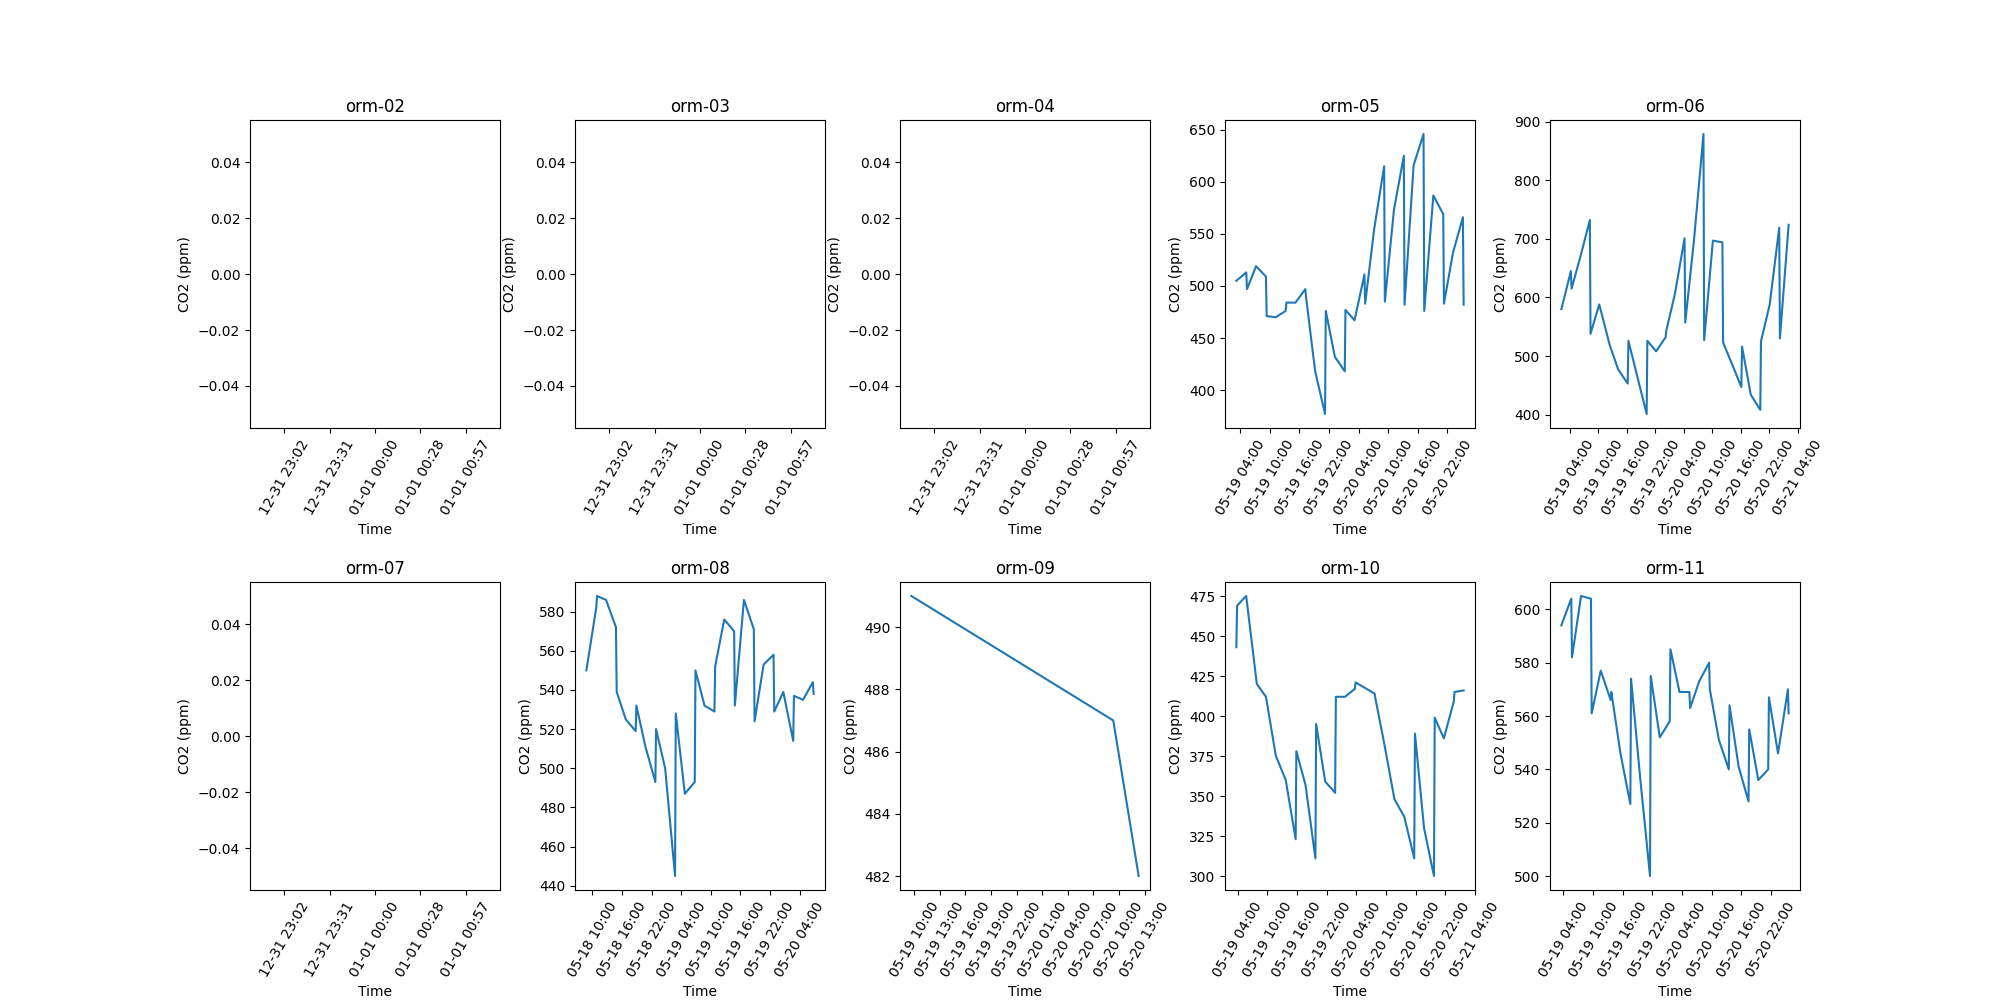 orm-02 orm-03 orm-04 orm-05 orm-06
0.04
0.02
0.00
−0.02
−0.04
CO2 (ppm)
12-31 23:02 12-31 23:31 01-01 00:00 01-01 00:28 01-01 00:57
Time
0.04
0.02
0.00
−0.02
−0.04
CO2 (ppm)
12-31 23:02 12-31 23:31 01-01 00:00 01-01 00:28 01-01 00:57
Time
0.04
0.02
0.00
−0.02
−0.04
CO2 (ppm)
12-31 23:02 12-31 23:31 01-01 00:00 01-01 00:28 01-01 00:57
Time
650
600
550
500
450
400
CO2 (ppm)
05-19 04:00 05-19 10:00 05-19 16:00 05-19 22:00 05-20 04:00 05-20 10:00 05-20 16:00 05-20 22:00
Time
900
800
700
600
500
400
CO2 (ppm)
05-19 04:00 05-19 10:00 05-19 16:00 05-19 22:00 05-20 04:00 05-20 10:00 05-20 16:00 05-20 22:00 05-21 04:00
Time
orm-07 orm-08 orm-09 orm-10 orm-11
0.04
0.02
0.00
−0.02
−0.04
CO2 (ppm)
12-31 23:02 12-31 23:31 01-01 00:00 01-01 00:28 01-01 00:57
Time
580
560
540
520
500
480
460
440
CO2 (ppm)
05-18 10:00 05-18 16:00 05-18 22:00 05-19 04:00 05-19 10:00 05-19 16:00 05-19 22:00 05-20 04:00
Time
490
488
486
484
482
CO2 (ppm)
05-19 10:00 05-19 13:00 05-19 16:00 05-19 19:00 05-19 22:00 05-20 01:00 05-20 04:00 05-20 07:00 05-20 10:00 05-20 13:00
Time
475
450
425
400
375
350
325
300
CO2 (ppm)
05-19 04:00 05-19 10:00 05-19 16:00 05-19 22:00 05-20 04:00 05-20 10:00 05-20 16:00 05-20 22:00 05-21 04:00
Time
600
580
560
540
520
500
CO2 (ppm)
05-19 04:00 05-19 10:00 05-19 16:00 05-19 22:00 05-20 04:00 05-20 10:00 05-20 16:00 05-20 22:00
Time